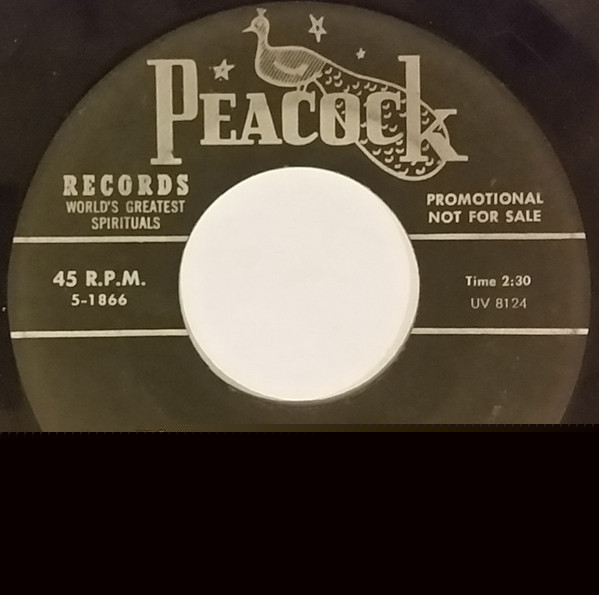 PEACOCk
RECORDS
WORLD'S GREATEST
SPIRITUALS
PROMOTIONAL
NOT FOR SALE
45 R.P.M.
5-1866
Time 2:30
UV 8124